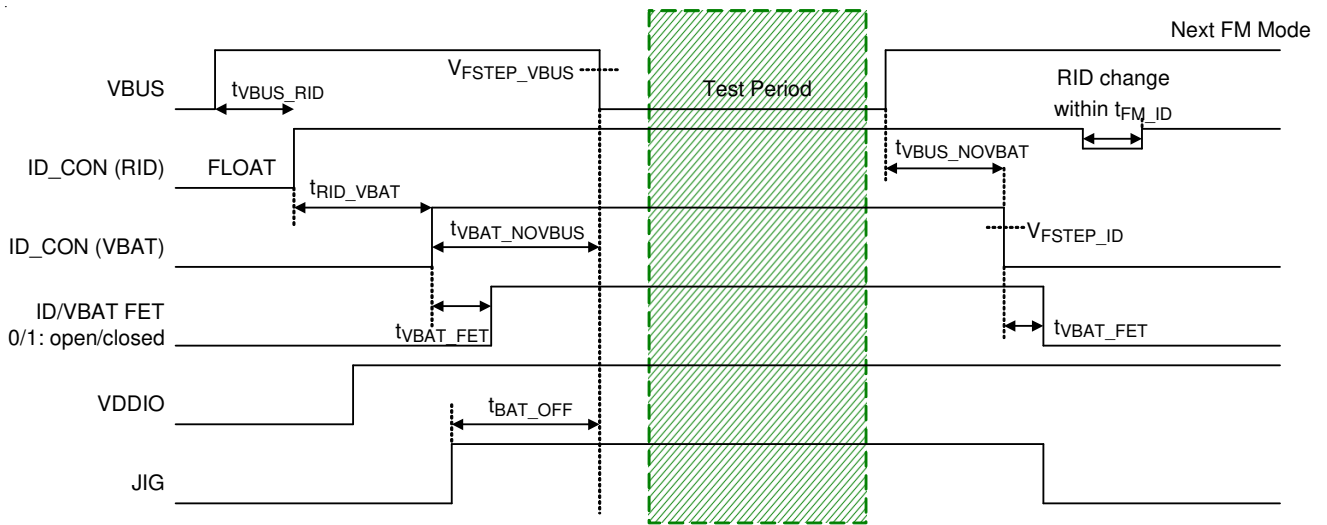 Next FM Mode
VBUS
tVBUS_RID
VFSTEP_VBUS
Test Period
RID change
within tFM_ID
ID_CON (RID)
FLOAT
tRID_VBAT
tVBUS_NOVBAT
ID_CON (VBAT)
tVBAT_NOVBUS
VFSTEP_ID
ID/VBAT FET
0/1: open/closed
tVBAT_FET
tVBAT_FET
VDDIO
tBAT_OFF
JIG